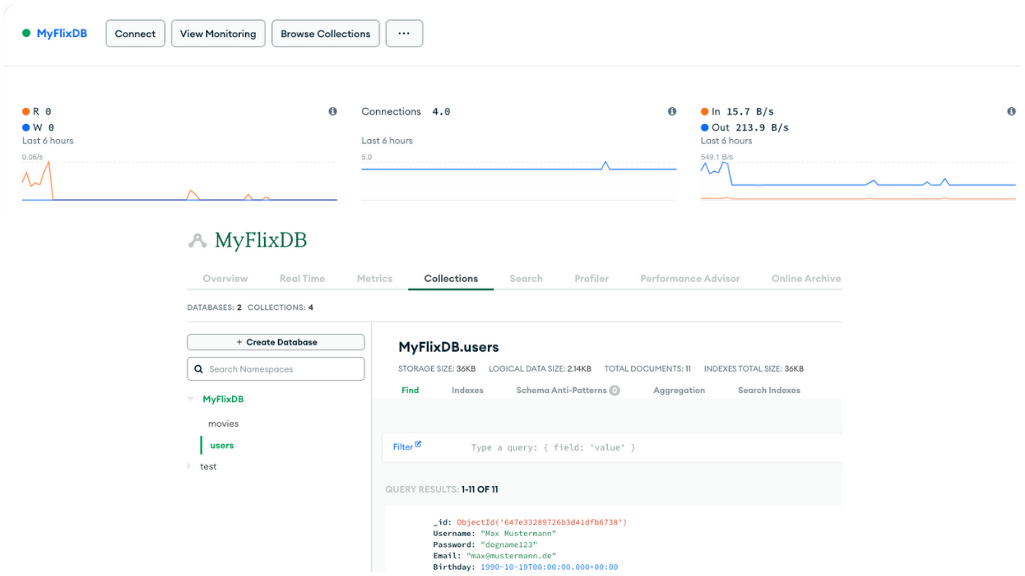 MyFlixDB Connect View Monitoring Browse Collections ...
R 0
W 0
Last 6 hours
0.06/s
Connections 4.0
Last 6 hours
5.0
In 15.7 B/s
Out 213.9 B/s
Last 6 hours
549.1 B/s
MyFlixDB
Overview Real Time Metrics Collections Search Profiler Performance Advisor Online Archive
DATABASES: 2 COLLECTIONS: 4
+ Create Database
Search Namespaces
MyFlixDB
movies
users
test
MyFlixDB.users
STORAGE SIZE: 36KB LOGICAL DATA SIZE: 2.14KB TOTAL DOCUMENTS: 11 INDEXES TOTAL SIZE: 36KB
Find Indexes Schema Anti-Patterns 0 Aggregation Search Indexes
Filter Type a query: { field: 'value' }
QUERY RESULTS: 1-11 OF 11
_id: ObjectId('647e33289726b3d41dfb6738')
Username: "Max Mustermann"
Password: "dogname123"
Email: "max@mustermann.de"
Birthday: 1990-10-19T00:00:00.000+00:00